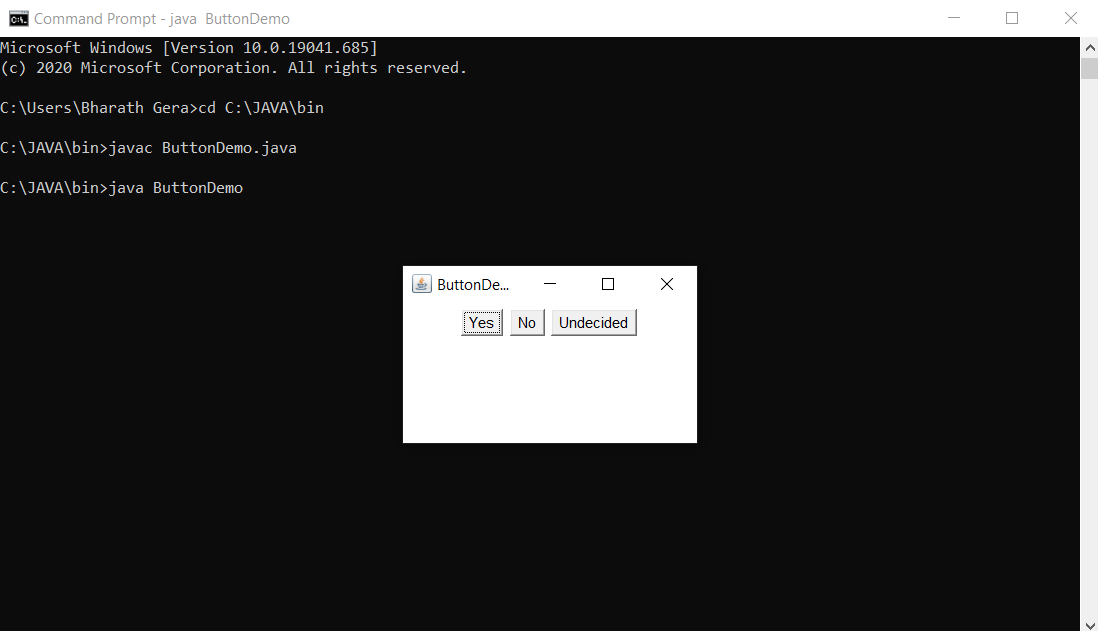 Command Prompt - java  ButtonDemo
Microsoft Windows [Version 10.0.19041.685]
(c) 2020 Microsoft Corporation. All rights reserved.
C:\Users\Bharath Gera>cd C:\JAVA\bin
C:\JAVA\bin>javac ButtonDemo.java
C:\JAVA\bin>java ButtonDemo
ButtonDe...
Yes No Undecided